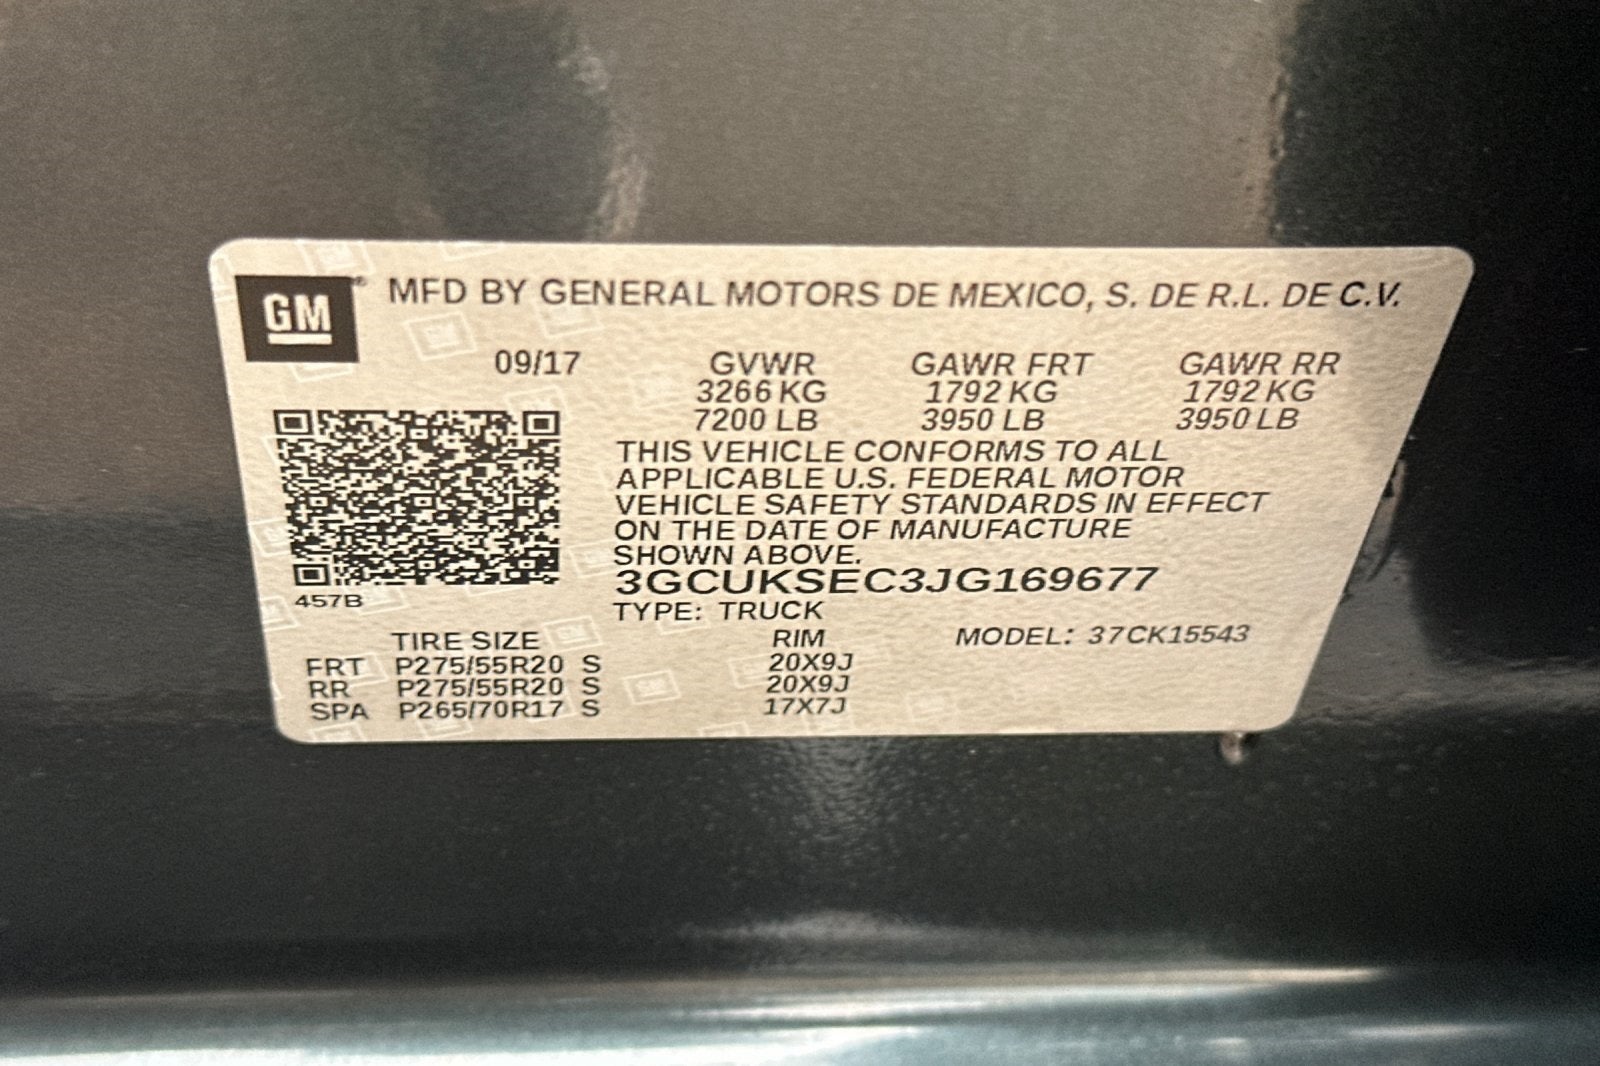 GM® MFD BY GENERAL MOTORS DE MEXICO, S. DE R.L. DE C.V.
09/17 GVWR GAWR FRT GAWR RR
3266 KG 1792 KG 1792 KG
7200 LB 3950 LB 3950 LB
THIS VEHICLE CONFORMS TO ALL
APPLICABLE U.S. FEDERAL MOTOR
VEHICLE SAFETY STANDARDS IN EFFECT
ON THE DATE OF MANUFACTURE
SHOWN ABOVE.
3GCUKSEC3JG169677
457B
TYPE: TRUCK
TIRE SIZE RIM MODEL: 37CK15543
FRT P275/55R20 S 20X9J
RR P275/55R20 S 20X9J
SPA P265/70R17 S 17X7J